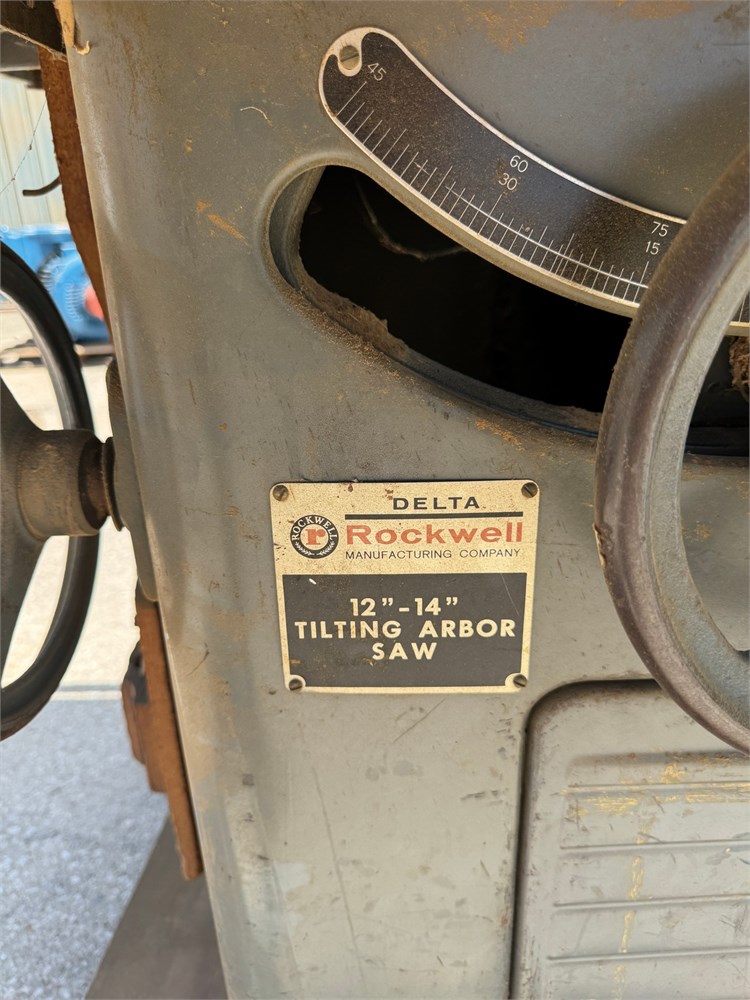 45
60
30
75
15
DELTA
ROCKWELL
r
Rockwell
MANUFACTURING COMPANY
12"-14"
TILTING ARBOR
SAW